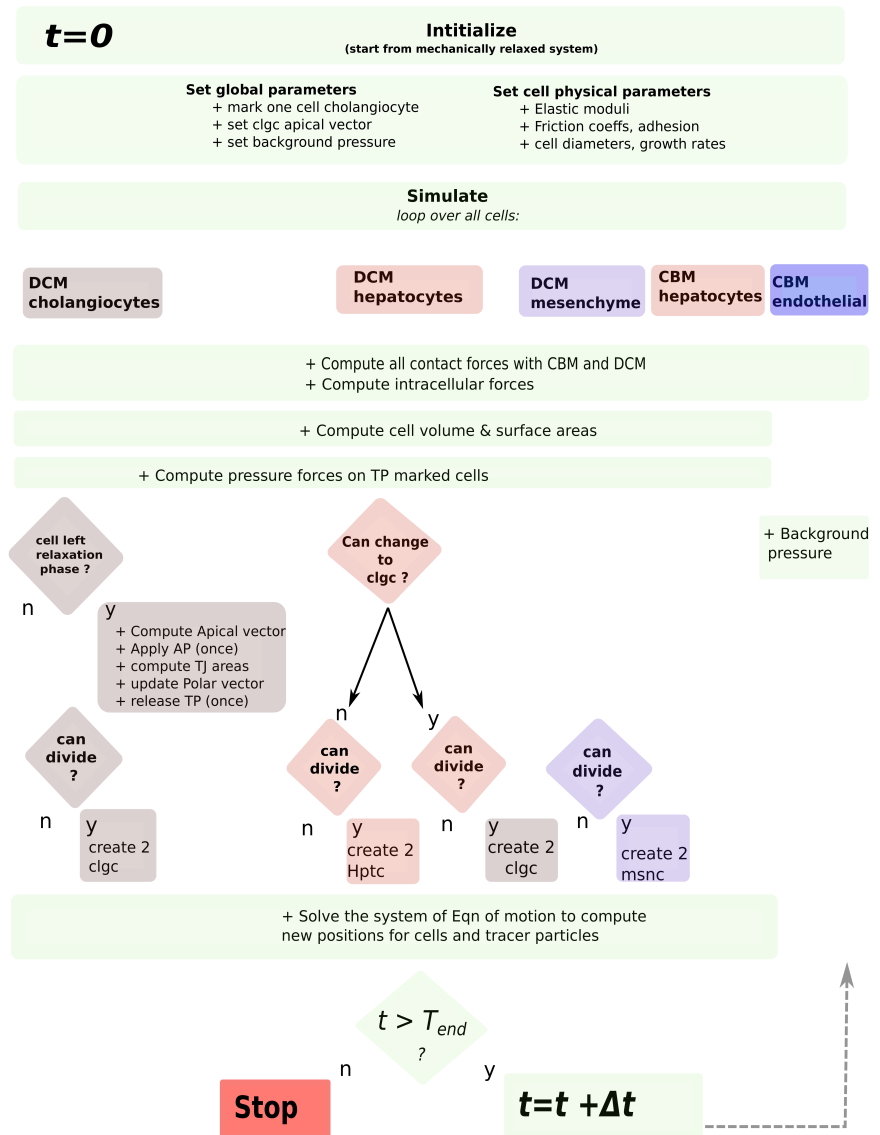 t=0
Intitialize
(start from mechanically relaxed system)
Set global parameters
+ mark one cell cholangiocyte
+ set clgc apical vector
+ set background pressure
Set cell physical parameters
+ Elastic moduli
+ Friction coeffs, adhesion
+ cell diameters, growth rates
Simulate
loop over all cells:
DCM
cholangiocytes
DCM
hepatocytes
DCM
mesenchyme
CBM
hepatocytes
CBM
endothelial
+ Compute all contact forces with CBM and DCM
+ Compute intracellular forces
+ Compute cell volume & surface areas
+ Compute pressure forces on TP marked cells
cell left
relaxation
phase ?
n
y
+ Compute Apical vector
+ Apply AP (once)
+ compute TJ areas
+ update Polar vector
+ release TP (once)
Can change
to
clgc ?
+ Background
pressure
n
y
can
divide
?
n
y
create 2
clgc
can
divide
?
n
y
create 2
Hptc
can
divide
?
n
y
create 2
clgc
can
divide
?
n
y
create 2
msnc
+ Solve the system of Eqn of motion to compute
new positions for cells and tracer particles
t > Tend
?
n
y
Stop
t=t +Δt